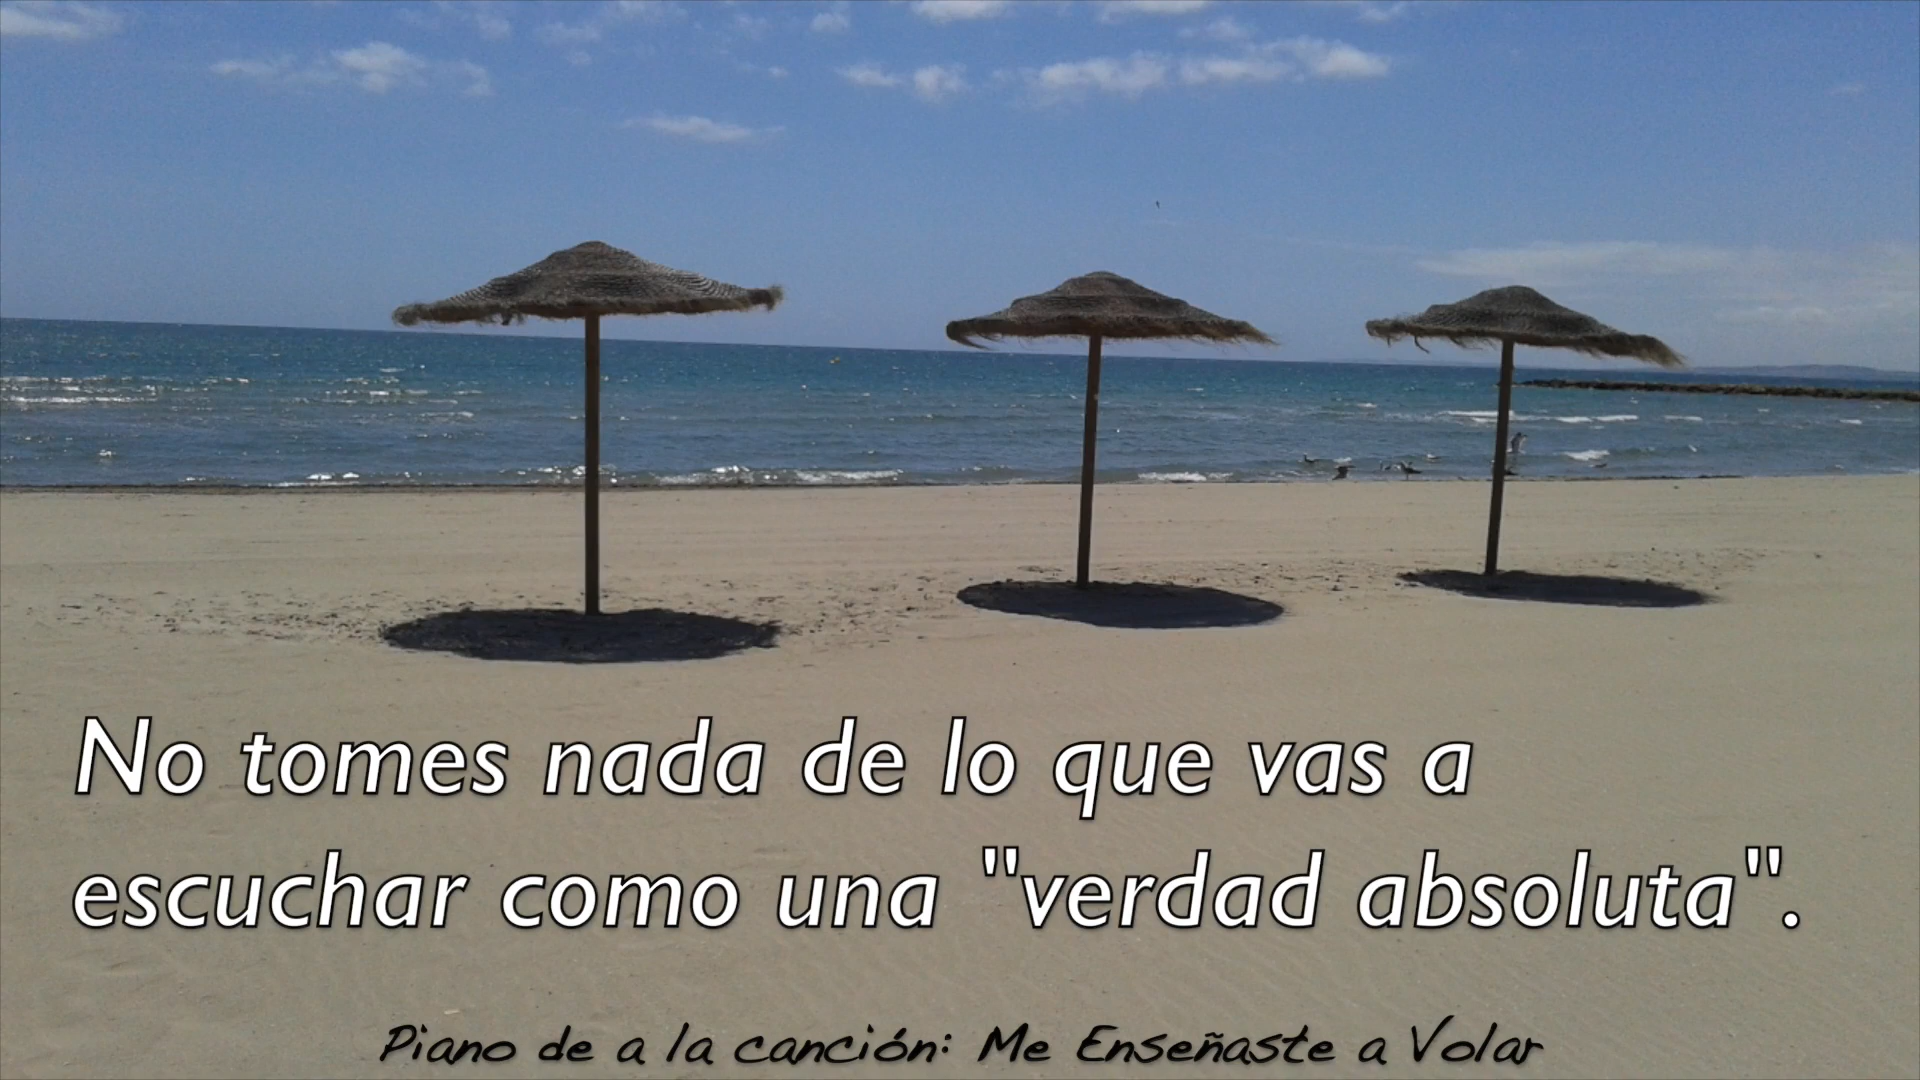 No tomes nada de lo que vas a
escuchar como una "verdad absoluta".
Piano de a la canción: Me Enseñaste a Volar